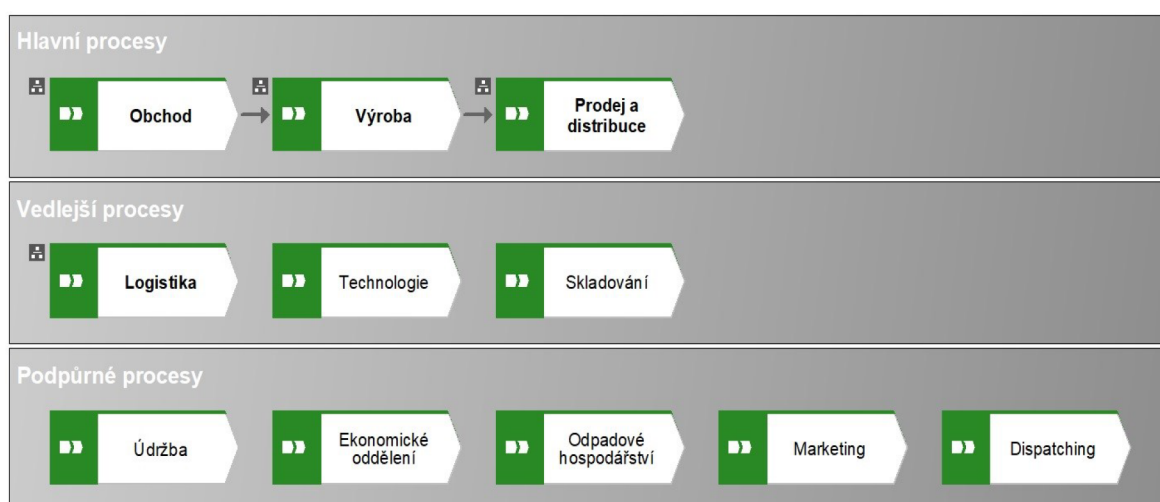 Hlavní procesy
Obchod
Výroba
Prodej a
distribuce
Vedlejší procesy
Logistika
Technologie
Skladování
Podpůrné procesy
Údržba
Ekonomické
oddělení
Odpadové
hospodářství
Marketing
Dispatching